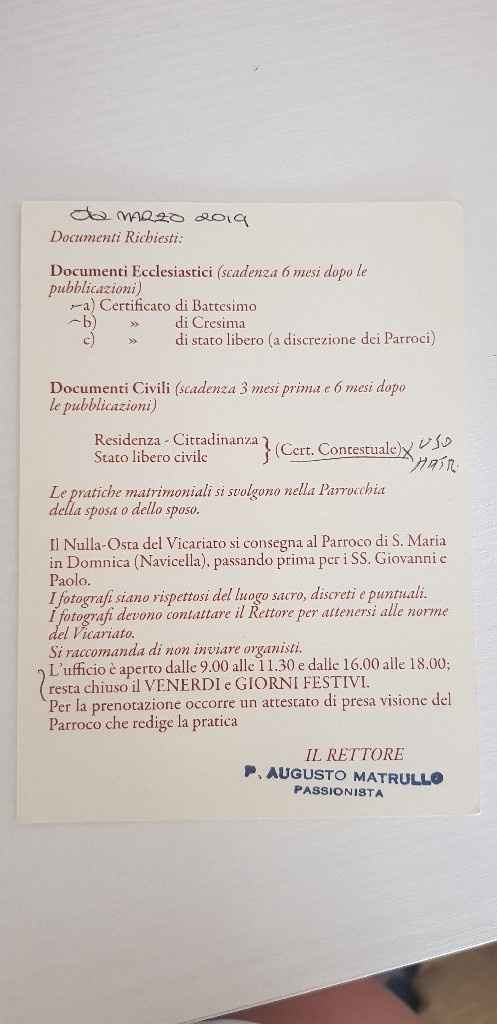 da MARZO 2019
Documenti Richiesti:
Documenti Ecclesiastici (scadenza 6 mesi dopo le
pubblicazioni)
a) Certificato di Battesimo
b) » di Cresima
c) » di stato libero (a discrezione dei Parroci)
Documenti Civili (scadenza 3 mesi prima e 6 mesi dopo
le pubblicazioni)
Residenza - Cittadinanza
Stato libero civile } (Cert. Contestuale) x USO
MATR.
Le pratiche matrimoniali si svolgono nella Parrocchia
della sposa o dello sposo.
Il Nulla-Osta del Vicariato si consegna al Parroco di S. Maria
in Domnica (Navicella), passando prima per i SS. Giovanni e
Paolo.
I fotografi siano rispettosi del luogo sacro, discreti e puntuali.
I fotografi devono contattare il Rettore per attenersi alle norme
del Vicariato.
Si raccomanda di non inviare organisti.
L'ufficio è aperto dalle 9.00 alle 11.30 e dalle 16.00 alle 18.00;
resta chiuso il VENERDI e GIORNI FESTIVI.
Per la prenotazione occorre un attestato di presa visione del
Parroco che redige la pratica
IL RETTORE
P. AUGUSTO MATRULLO
PASSIONISTA